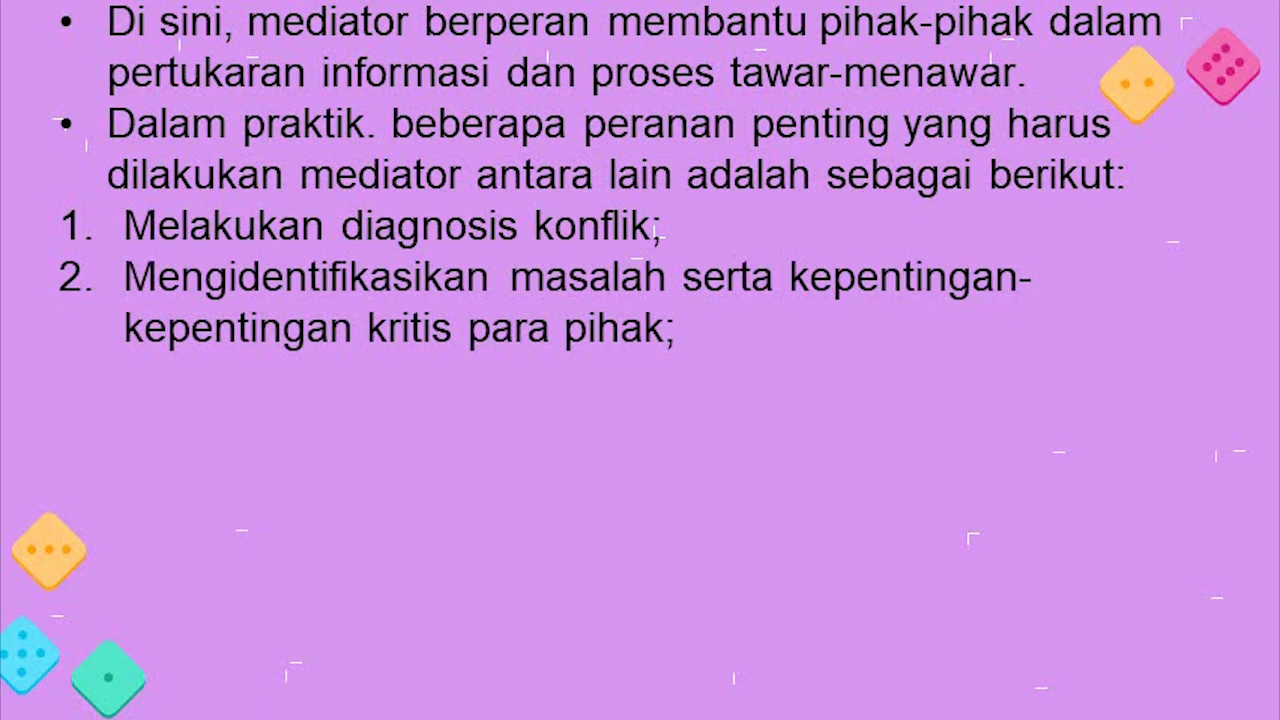 • Di sini, mediator berperan membantu pihak-pihak dalam
pertukaran informasi dan proses tawar-menawar.
• Dalam praktik. beberapa peranan penting yang harus
dilakukan mediator antara lain adalah sebagai berikut:
1. Melakukan diagnosis konflik;
2. Mengidentifikasikan masalah serta kepentingan-
kepentingan kritis para pihak;